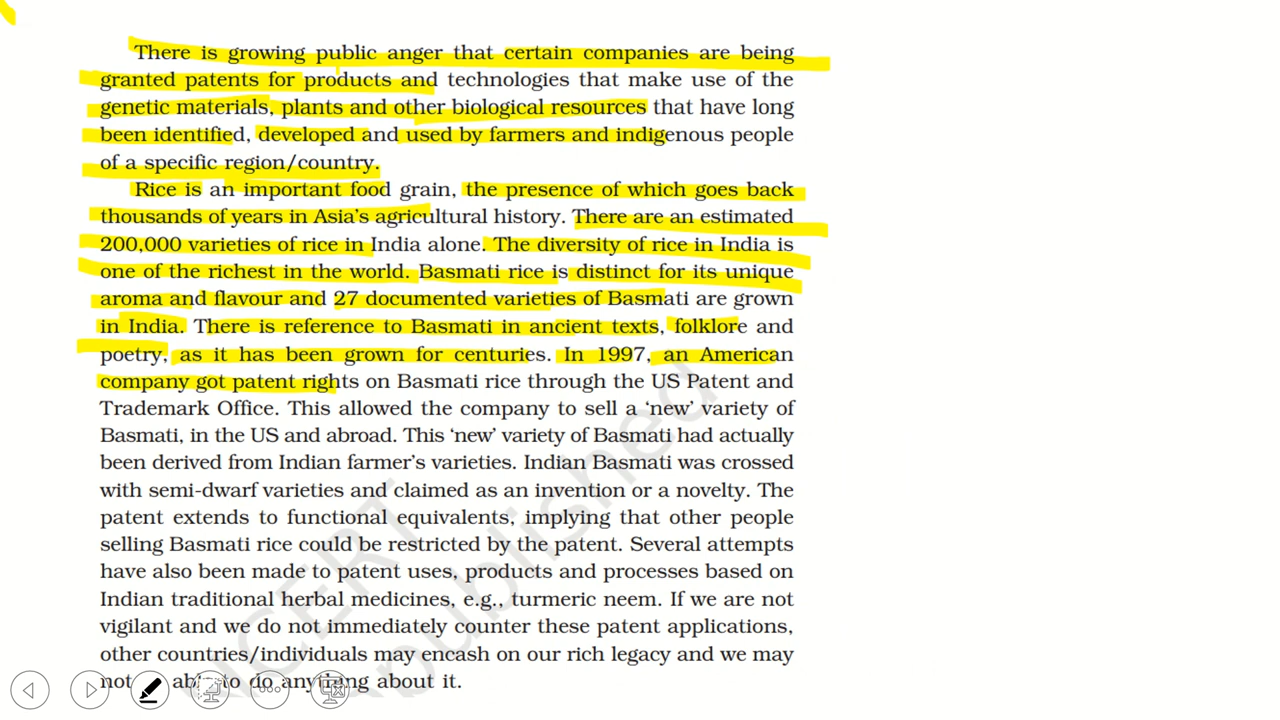 There is growing public anger that certain companies are being
granted patents for products and technologies that make use of the
genetic materials, plants and other biological resources that have long
been identified, developed and used by farmers and indigenous people
of a specific region/country.
Rice is an important food grain, the presence of which goes back
thousands of years in Asia's agricultural history. There are an estimated
200,000 varieties of rice in India alone. The diversity of rice in India is
one of the richest in the world. Basmati rice is distinct for its unique
aroma and flavour and 27 documented varieties of Basmati are grown
in India. There is reference to Basmati in ancient texts, folklore and
poetry, as it has been grown for centuries. In 1997, an American
company got patent rights on Basmati rice through the US Patent and
Trademark Office. This allowed the company to sell a 'new' variety of
Basmati, in the US and abroad. This 'new' variety of Basmati had actually
been derived from Indian farmer's varieties. Indian Basmati was crossed
with semi-dwarf varieties and claimed as an invention or a novelty. The
patent extends to functional equivalents, implying that other people
selling Basmati rice could be restricted by the patent. Several attempts
have also been made to patent uses, products and processes based on
Indian traditional herbal medicines, e.g., turmeric neem. If we are not
vigilant and we do not immediately counter these patent applications,
other countries/individuals may encash on our rich legacy and we may
not to do anything about it.
NCERT
published